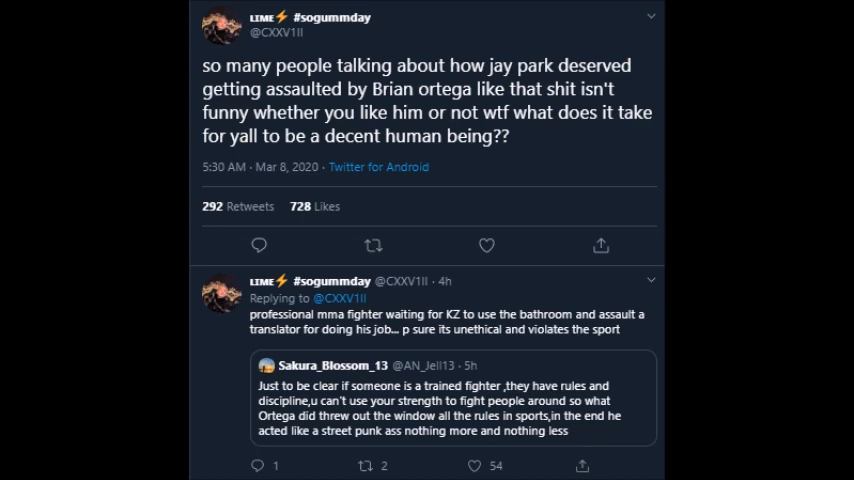 LIME⚡ #sogummday
@CXXV1II
so many people talking about how jay park deserved
getting assaulted by Brian ortega like that shit isn't
funny whether you like him or not wtf what does it take
for yall to be a decent human being??
5:30 AM · Mar 8, 2020 · Twitter for Android
292 Retweets 728 Likes
LIME⚡ #sogummday @CXXV1II · 4h
Replying to @CXXV1II
professional mma fighter waiting for KZ to use the bathroom and assault a
translator for doing his job... p sure its unethical and violates the sport
Sakura_Blossom_13 @AN_Jell13 · 5h
Just to be clear if someone is a trained fighter ,they have rules and
discipline,u can't use your strength to fight people around so what
Ortega did threw out the window all the rules in sports,in the end he
acted like a street punk ass nothing more and nothing less
1 2 54